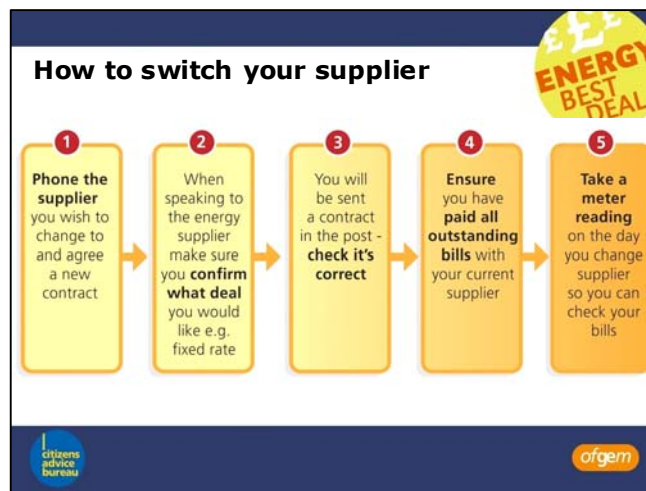 £££
ENERGY
BEST
DEAL
How to switch your supplier
1
Phone the
supplier
you wish to
change to
and agree
a new
contract
2
When
speaking to
the energy
supplier
make sure
you confirm
what deal
you would
like e.g.
fixed rate
3
You will
be sent
a contract
in the post -
check it's
correct
4
Ensure
you have
paid all
outstanding
bills with
your current
supplier
5
Take a
meter
reading
on the day
you change
supplier
so you can
check your
bills
citizens
advice
bureau
ofgem